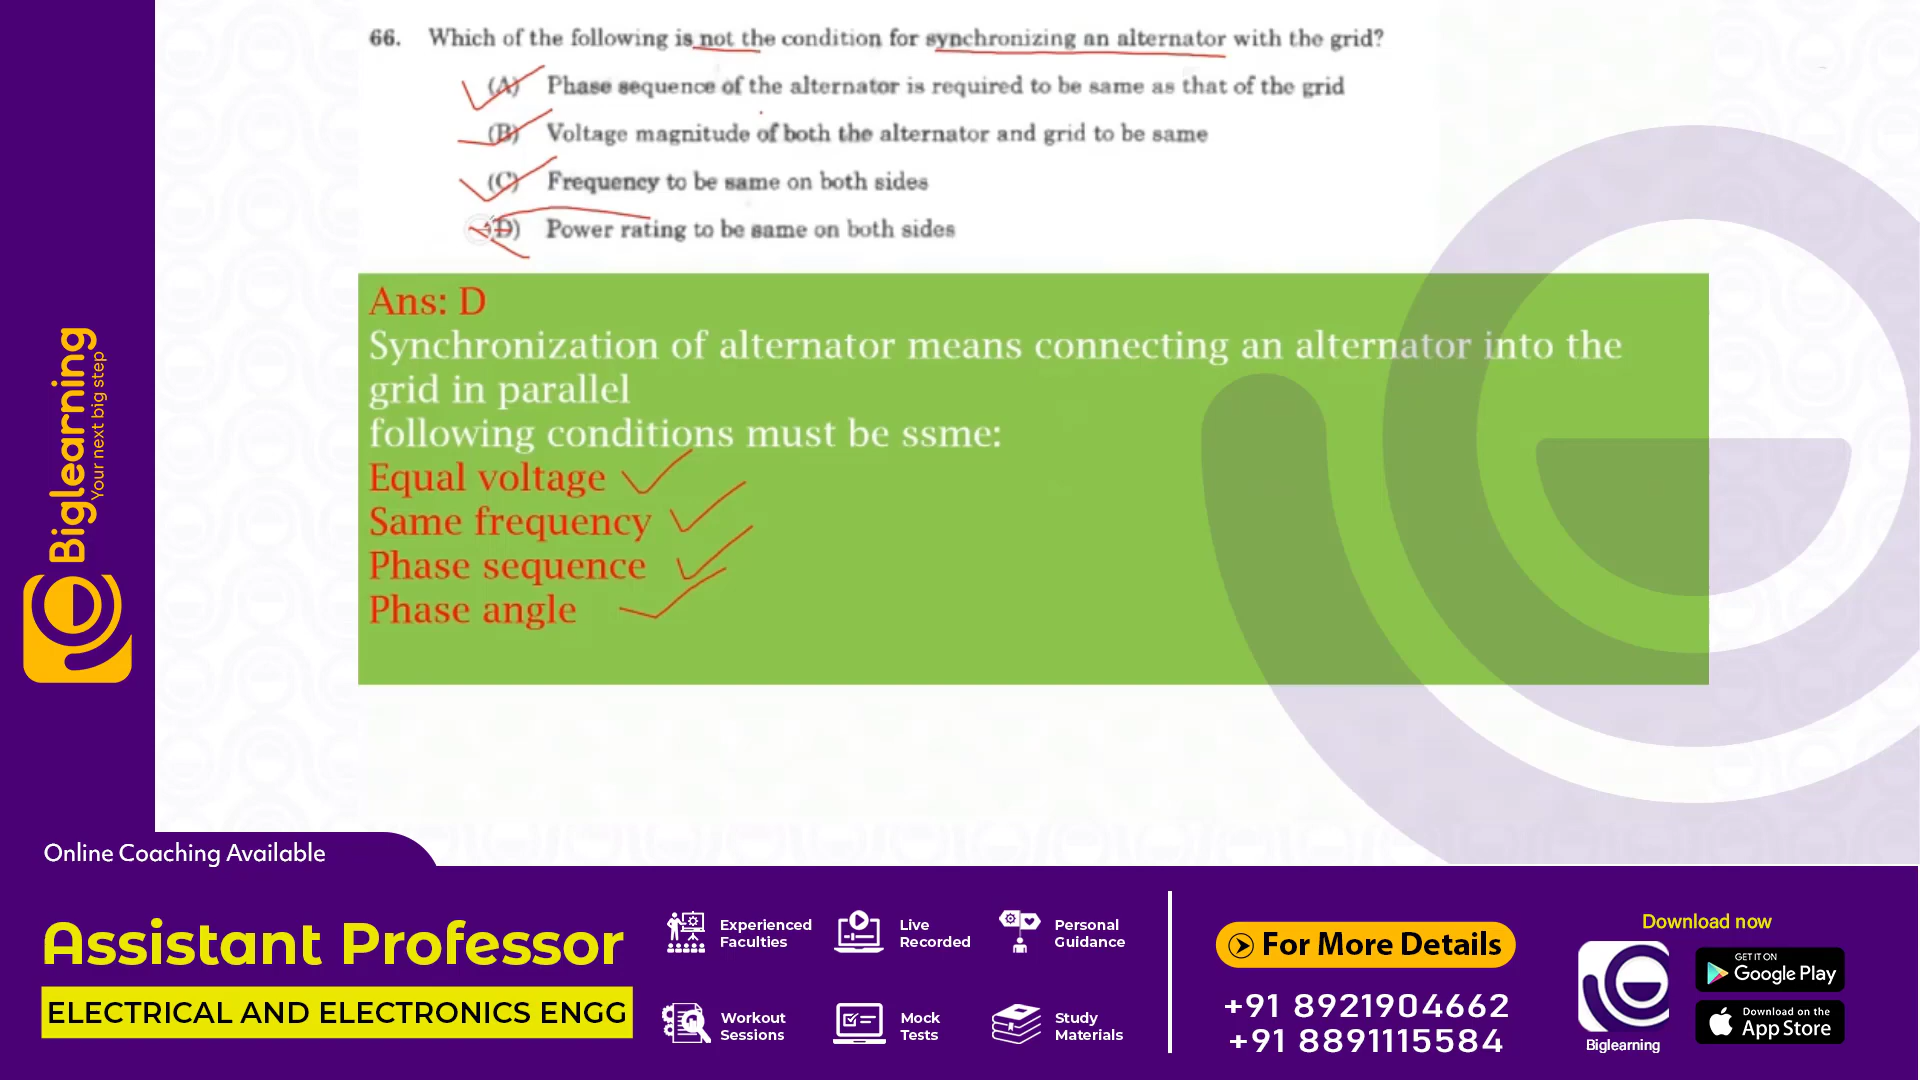 66. Which of the following is not the condition for synchronizing an alternator with the grid?
(A) Phase sequence of the alternator is required to be same as that of the grid
(B) Voltage magnitude of both the alternator and grid to be same
(C) Frequency to be same on both sides
(D) Power rating to be same on both sides
Ans: D
Synchronization of alternator means connecting an alternator into the
grid in parallel
following conditions must be ssme:
Equal voltage
Same frequency
Phase sequence
Phase angle
Biglearning
Your next big step
Online Coaching Available
Assistant Professor
ELECTRICAL AND ELECTRONICS ENGG
Experienced
Faculties
Live
Recorded
Personal
Guidance
Workout
Sessions
Mock
Tests
Study
Materials
For More Details
+91 8921904662
+91 8891115584
Download now
Biglearning
GET IT ON
Google Play
Download on the
App Store